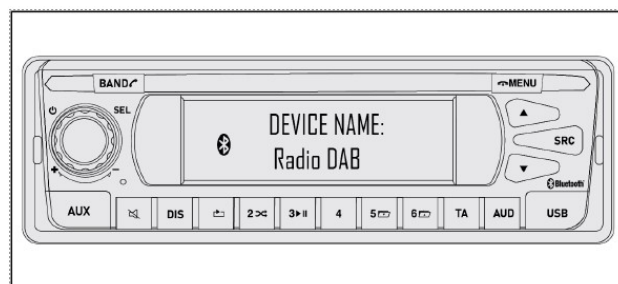 BAND
MENU
SEL
DEVICE NAME:
Radio DAB
SRC
Bluetooth
+ -
AUX DIS 2 3 4 5 6 TA AUD USB